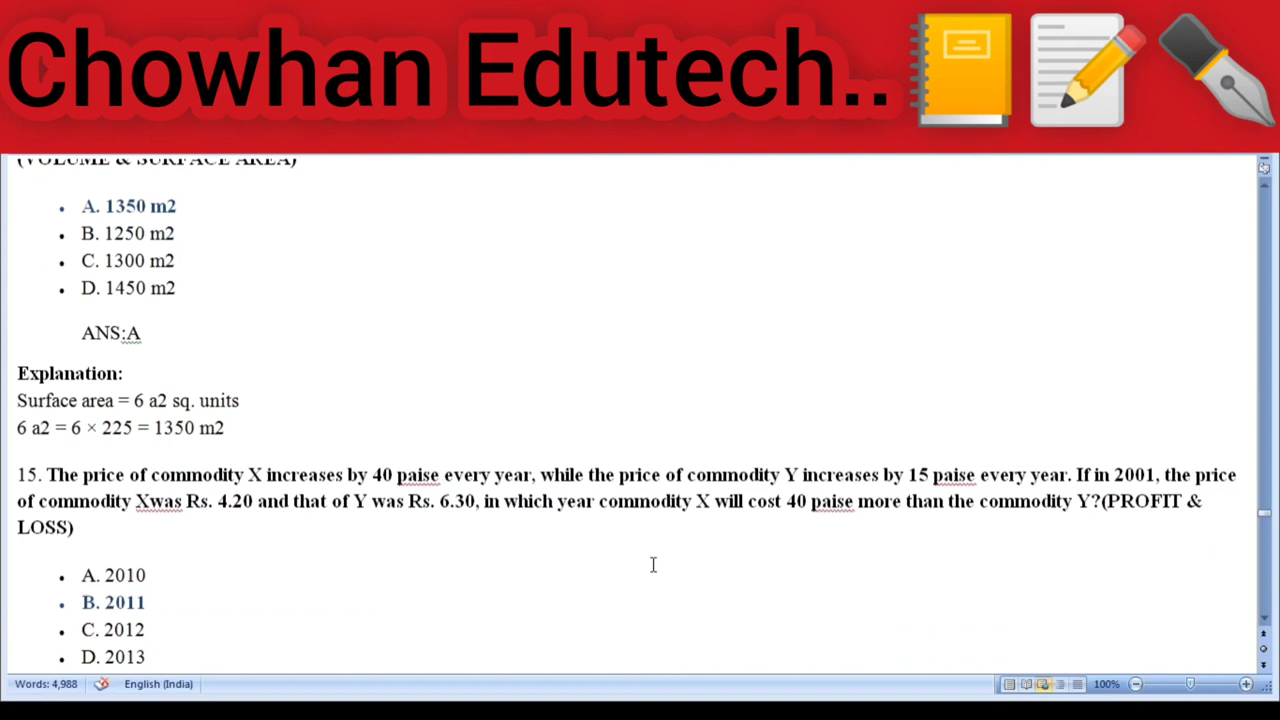 Chowhan Edutech..
(VOLUME & SURFACE AREA)
• A. 1350 m2
• B. 1250 m2
• C. 1300 m2
• D. 1450 m2
ANS:A
Explanation:
Surface area = 6 a2 sq. units
6 a2 = 6 × 225 = 1350 m2
15. The price of commodity X increases by 40 paise every year, while the price of commodity Y increases by 15 paise every year. If in 2001, the price
of commodity Xwas Rs. 4.20 and that of Y was Rs. 6.30, in which year commodity X will cost 40 paise more than the commodity Y?(PROFIT &
LOSS)
• A. 2010
• B. 2011
• C. 2012
• D. 2013
Words: 4,988 English (India) 100%